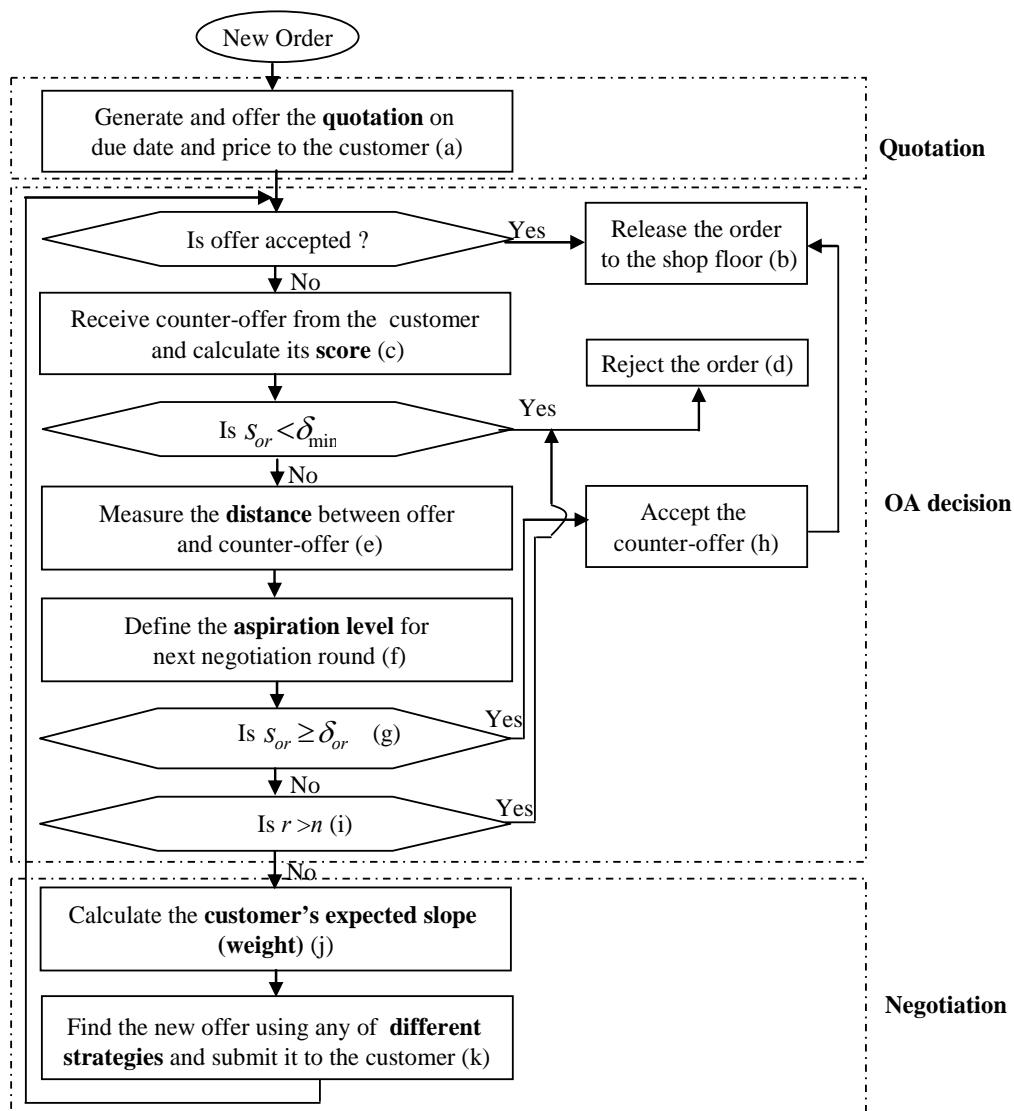 New Order
Generate and offer the quotation on
due date and price to the customer (a)
Quotation
Is offer accepted ?
Yes
Release the order
to the shop floor (b)
No
Receive counter-offer from the customer
and calculate its score (c)
Reject the order (d)
Is s_or < δ_min
Yes
No
Measure the distance between offer
and counter-offer (e)
Accept the
counter-offer (h)
OA decision
Define the aspiration level for
next negotiation round (f)
Is s_or ≥ δ_or (g)
Yes
No
Is r >n (i)
Yes
No
Calculate the customer's expected slope
(weight) (j)
Find the new offer using any of different
strategies and submit it to the customer (k)
Negotiation